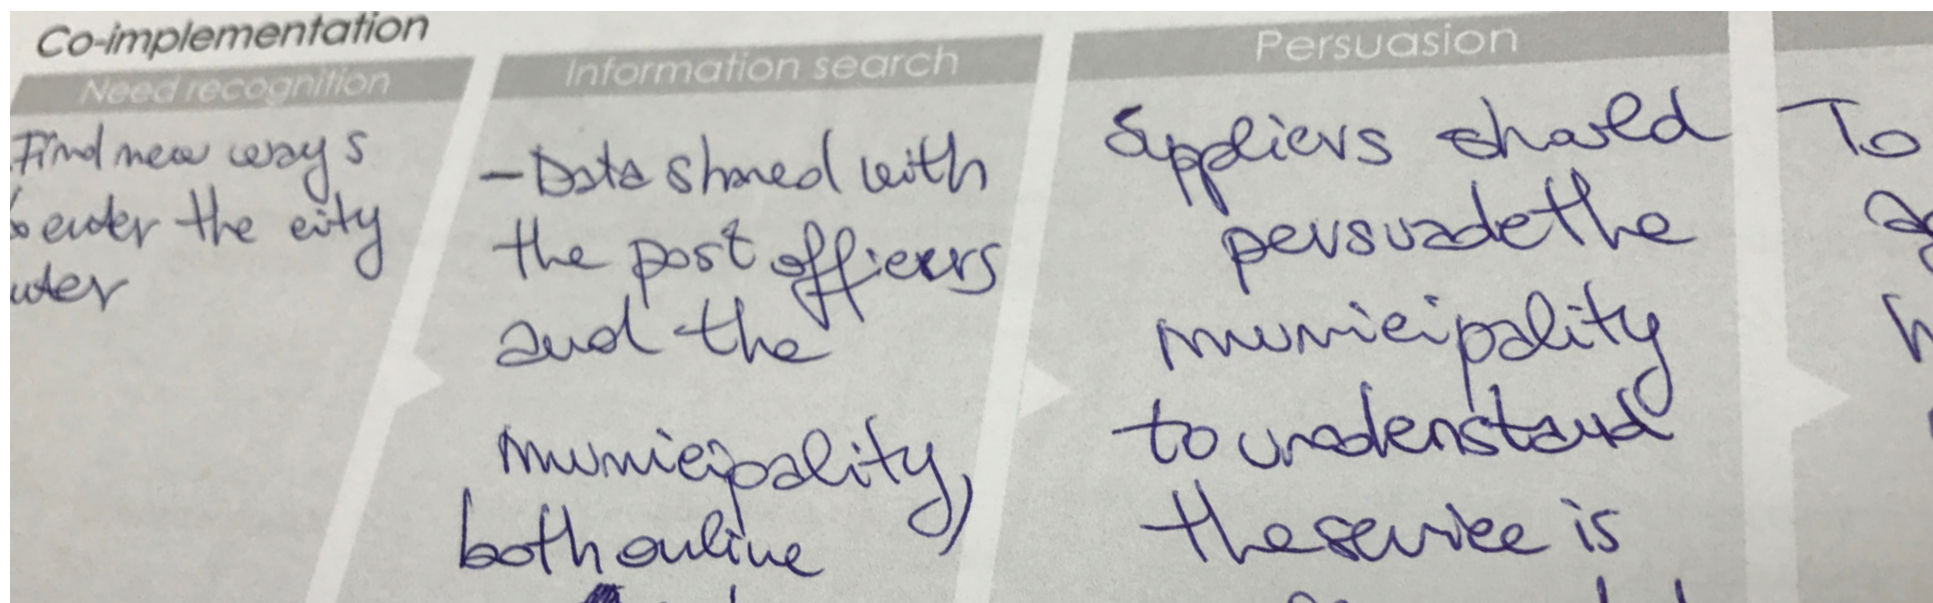 Co-implementation
Need recognition
Find new ways
to enter the city
Information search
- Data shared with
the post officers
and the
municipality,
both online
Persuasion
Suppliers should
persuade the
municipality
to understand
the service is
To